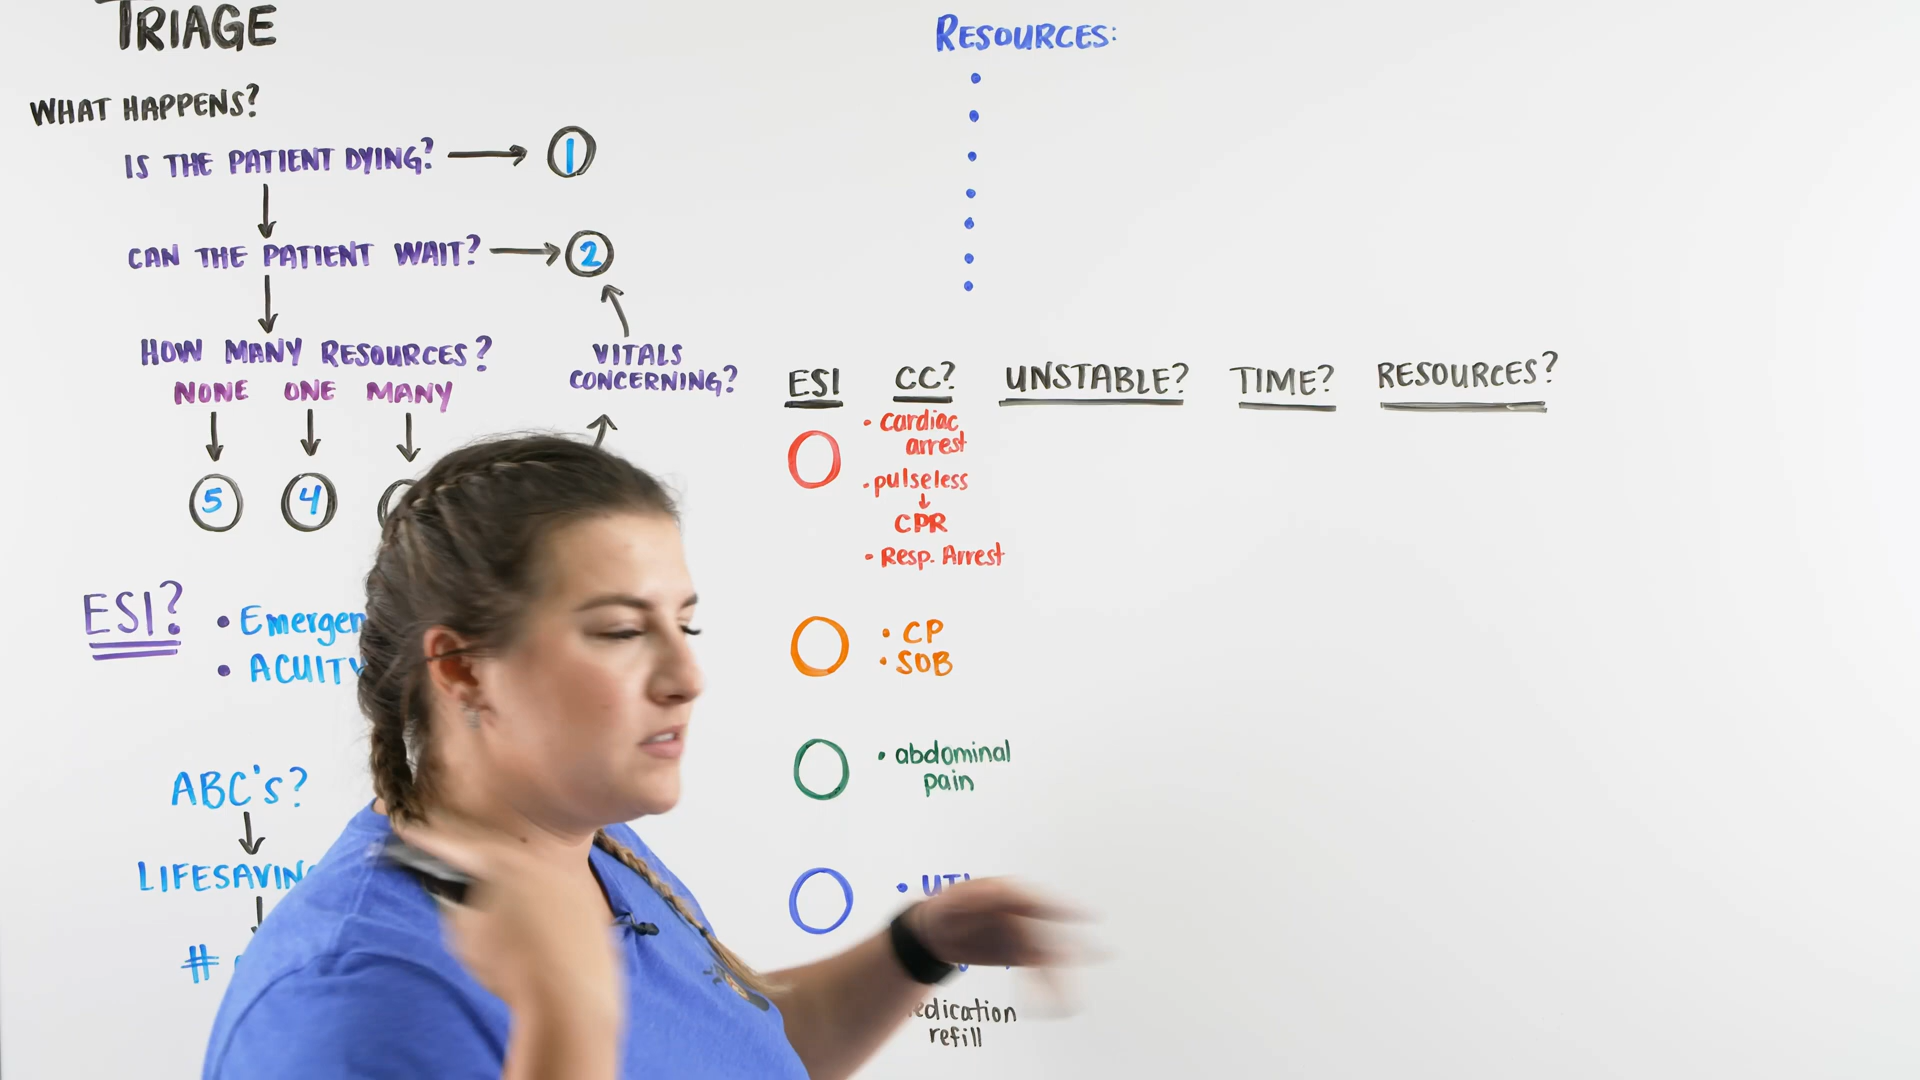 TRIAGE
WHAT HAPPENS?
IS THE PATIENT DYING? → 1
CAN THE PATIENT WAIT? → 2
HOW MANY RESOURCES?
NONE ONE MANY
5 4
VITALS
CONCERNING?
ESI?
• ACUITY
ABC's?
#
RESOURCES:
ESI CC? UNSTABLE? TIME? RESOURCES?
• cardiac
arrest
• pulseless
↓
CPR
• Resp. Arrest
• CP
• SOB
• abdominal
pain
refill